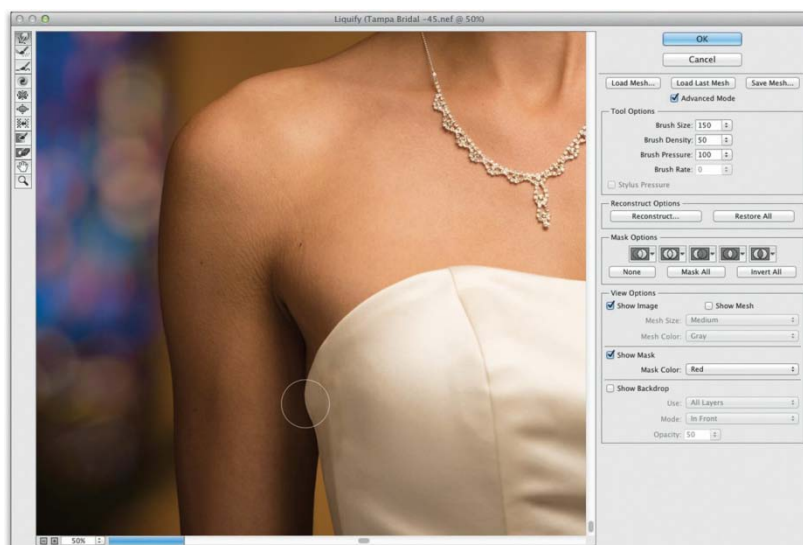 Liquify (Tampa Bridal -45.nef @ 50%)
OK
Cancel
Load Mesh... Load Last Mesh Save Mesh...
Advanced Mode
Tool Options
Brush Size: 150
Brush Density: 50
Brush Pressure: 100
Brush Rate: 0
Stylus Pressure
Reconstruct Options
Reconstruct... Restore All
Mask Options
None Mask All Invert All
View Options
Show Image Show Mesh
Mesh Size: Medium
Mesh Color: Gray
Show Mask
Mask Color: Red
Show Backdrop
Use: All Layers
Mode: In Front
Opacity: 50
50%